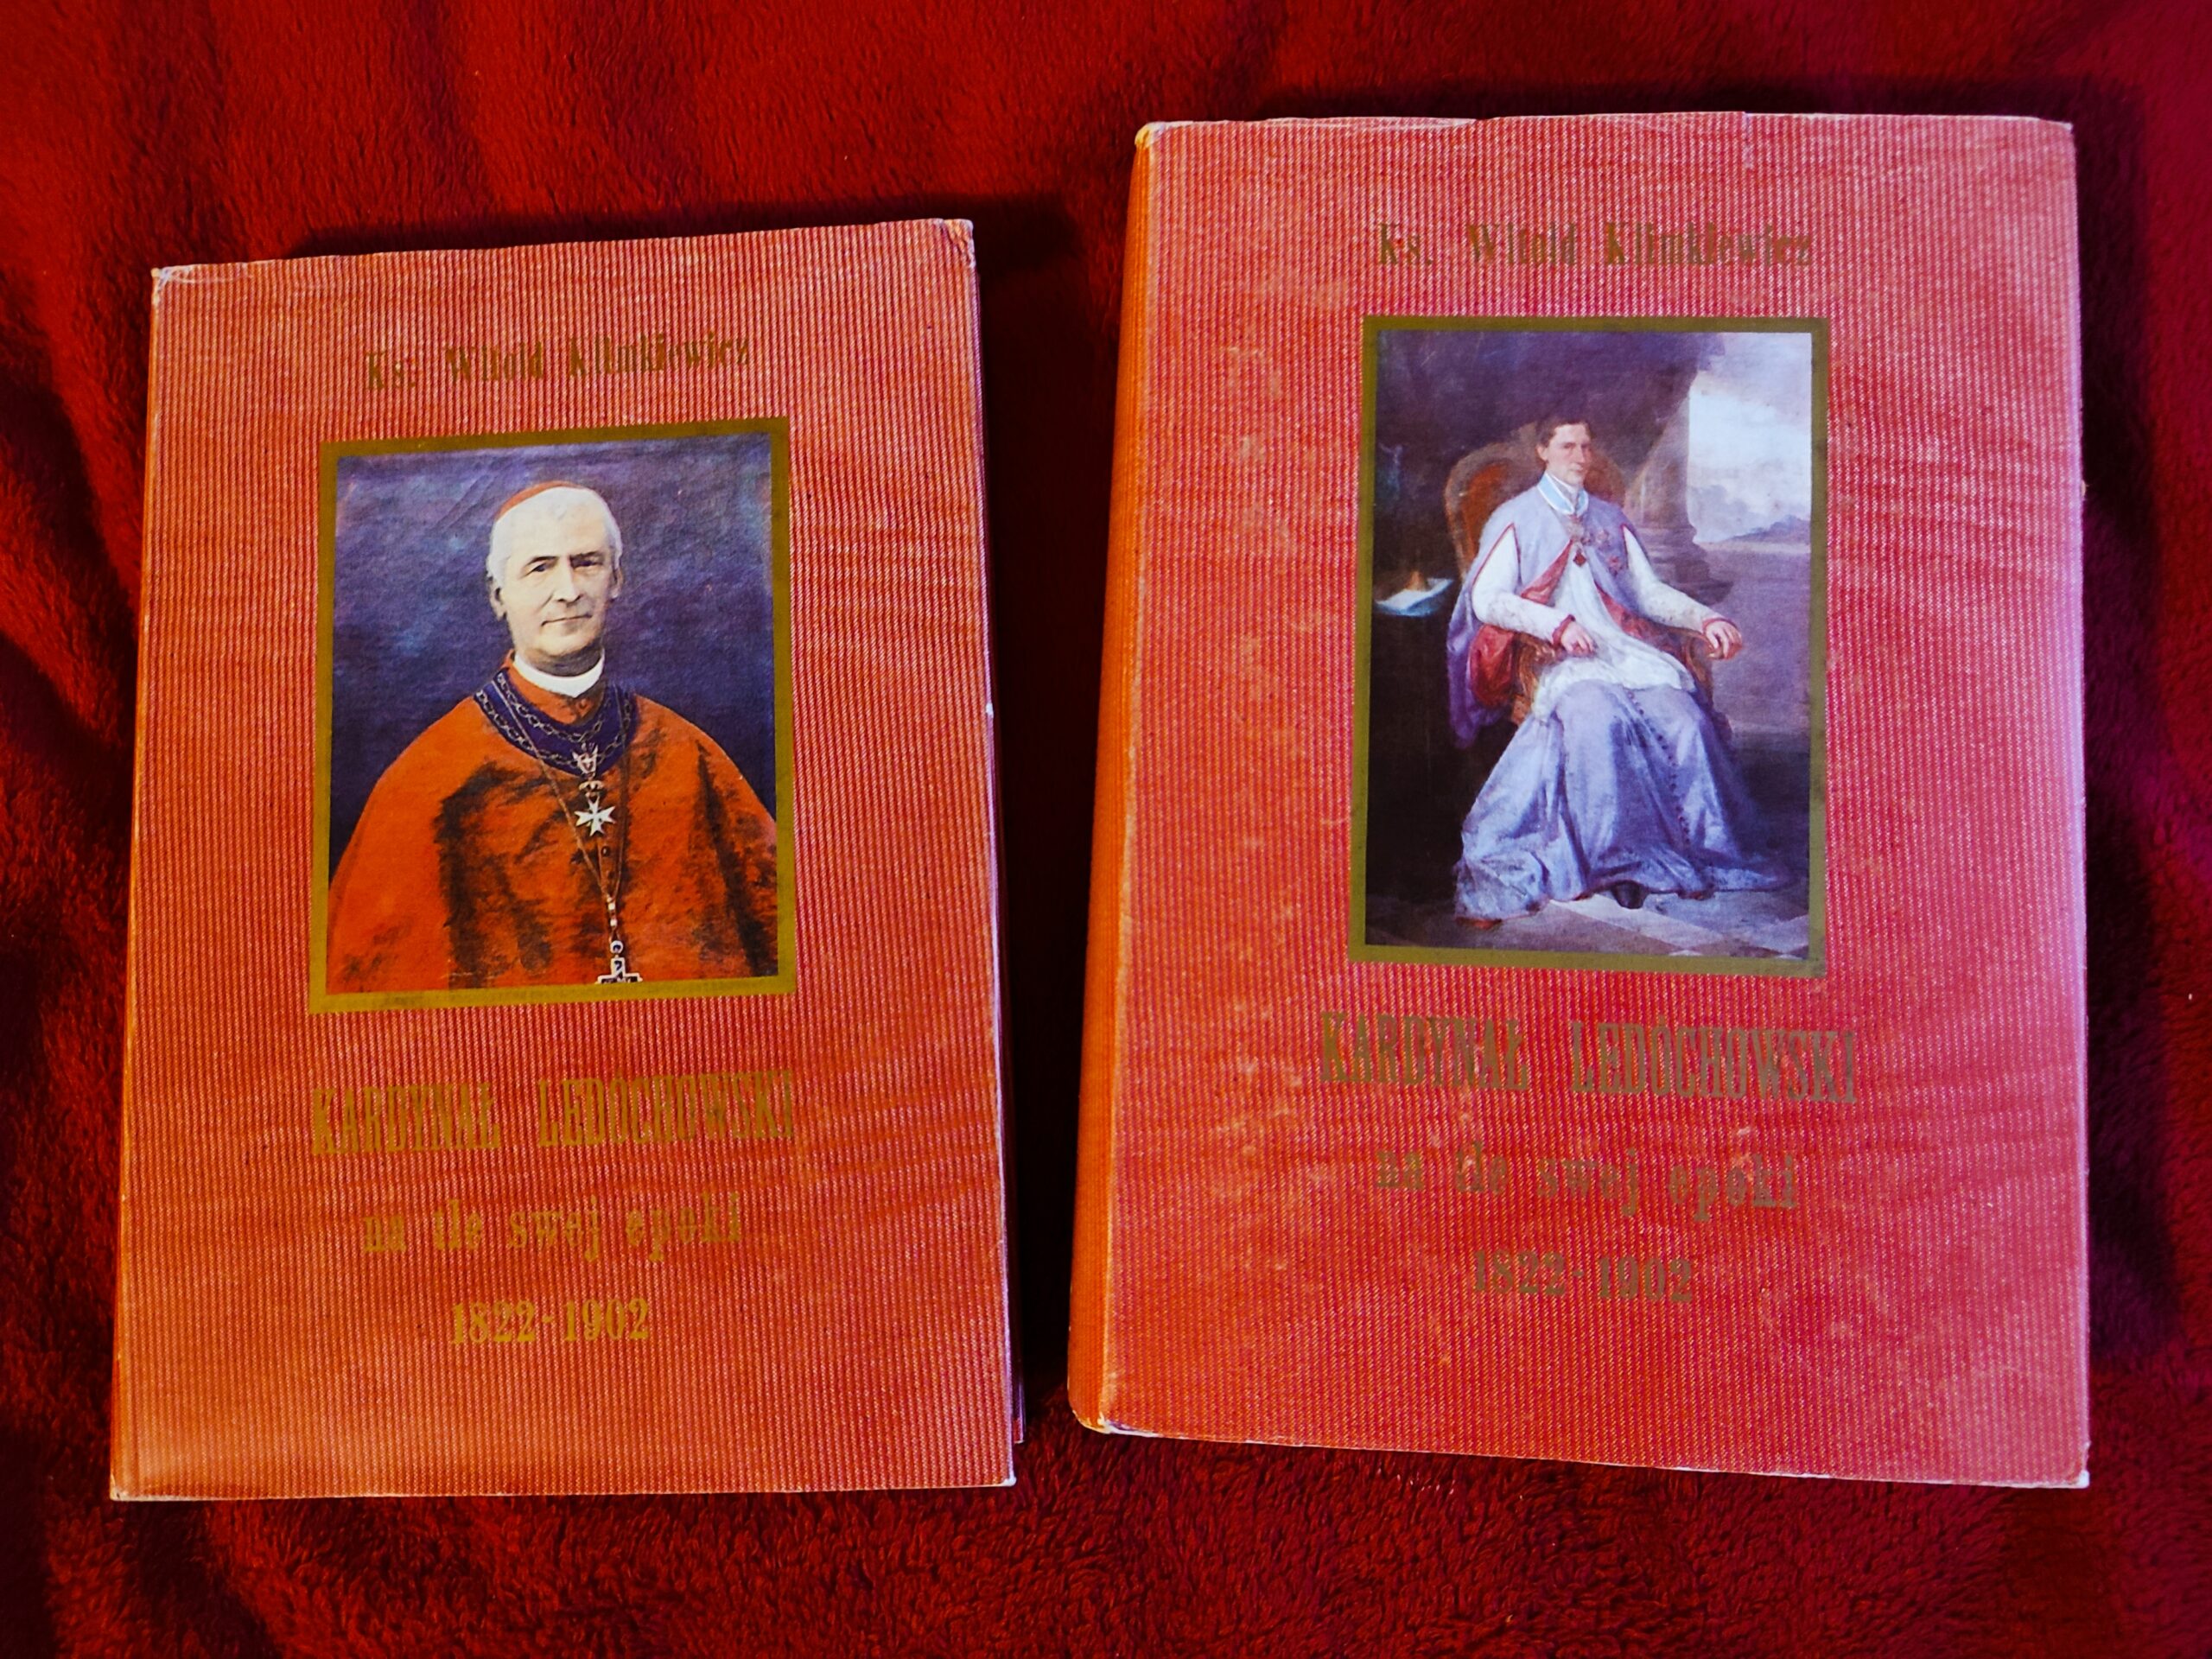 Ks. Witold Klimkiewicz
KARDYNAŁ LEDÓCHOWSKI
na tle swej epoki
1822-1902
Ks. Witold Klimkiewicz
KARDYNAŁ LEDÓCHOWSKI
na tle swej epoki
1822-1902